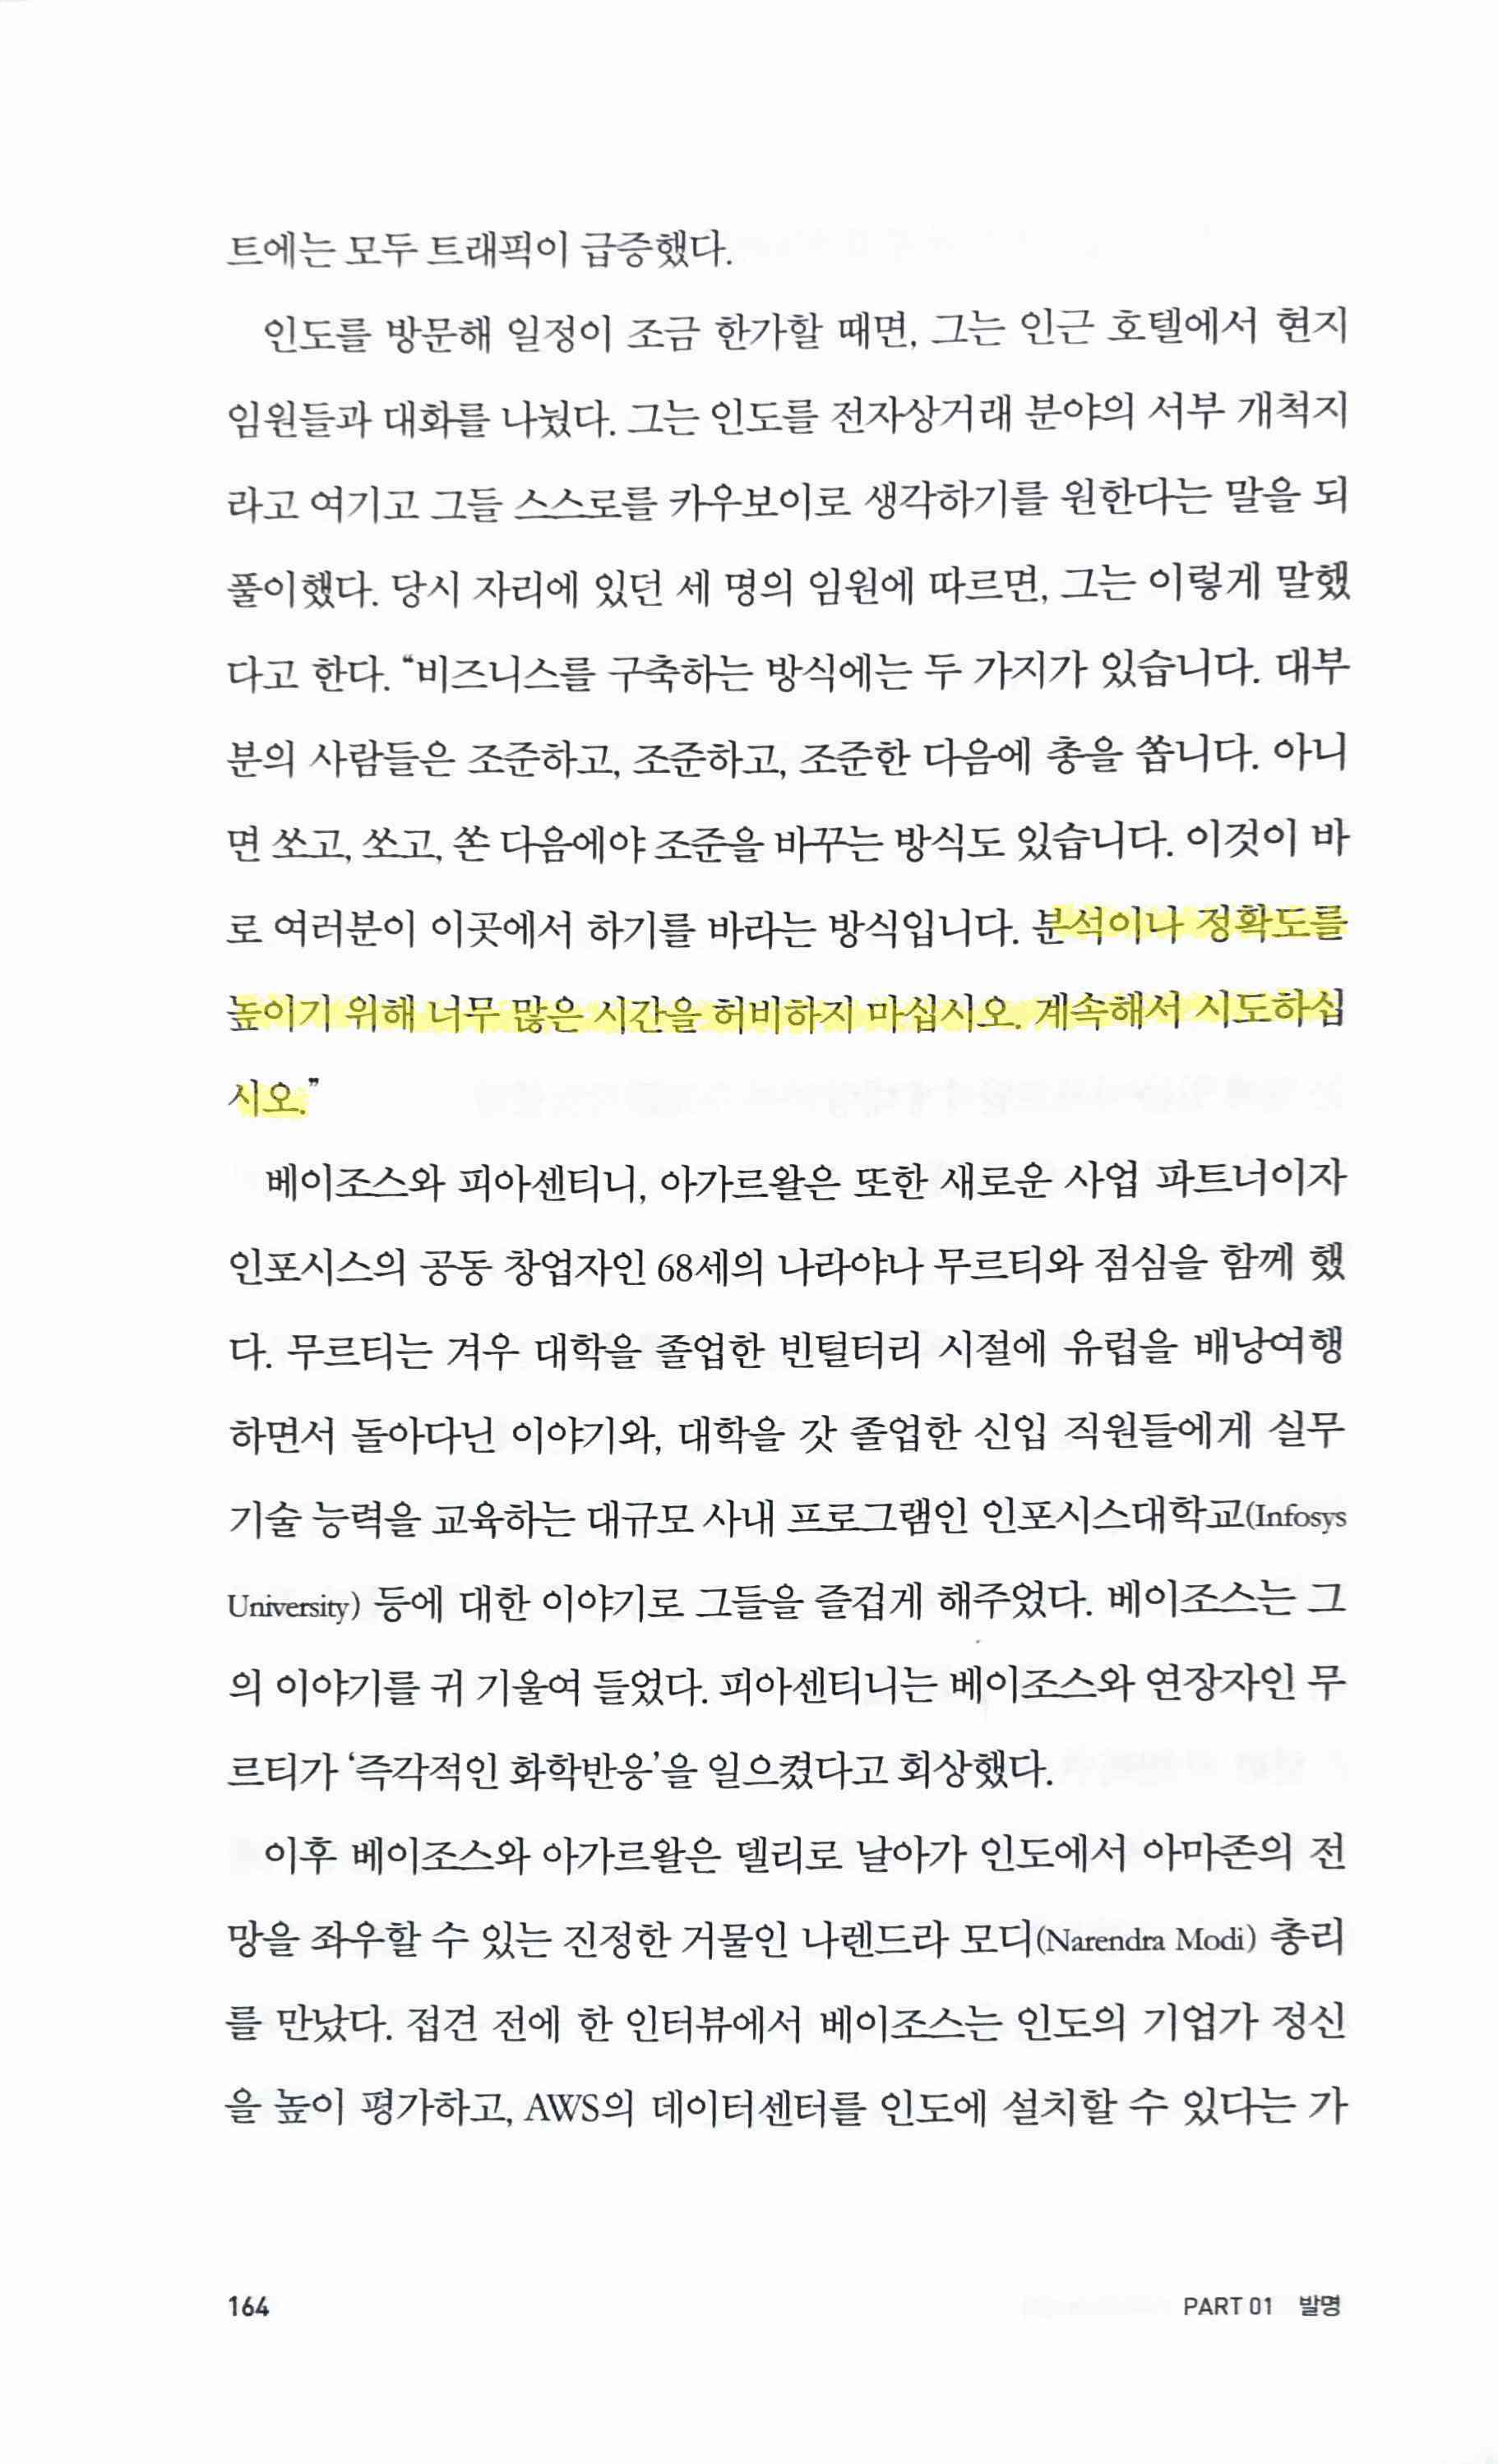 트에는 모두 트래픽이 급증했다.
인도를 방문해 일정이 조금 한가할 때면, 그는 인근 호텔에서 현지
임원들과 대화를 나눴다. 그는 인도를 전자상거래 분야의 서부 개척지
라고 여기고 그들 스스로를 카우보이로 생각하기를 원한다는 말을 되
풀이했다. 당시 자리에 있던 세 명의 임원에 따르면, 그는 이렇게 말했
다고 한다. “비즈니스를 구축하는 방식에는 두 가지가 있습니다. 대부
분의 사람들은 조준하고, 조준하고, 조준한 다음에 총을 쏩니다. 아니
면 쏘고, 쏘고, 쏜 다음에야 조준을 바꾸는 방식도 있습니다. 이것이 바
로 여러분이 이곳에서 하기를 바라는 방식입니다. 분석이나 정확도를
높이기 위해 너무 많은 시간을 허비하지 마십시오. 계속해서 시도하십
시오.”
베이조스와 피아센티니, 아가르왈은 또한 새로운 사업 파트너이자
인포시스의 공동 창업자인 68세의 나라야나 무르티와 점심을 함께 했
다. 무르티는 겨우 대학을 졸업한 빈털터리 시절에 유럽을 배낭여행
하면서 돌아다닌 이야기와, 대학을 갓 졸업한 신입 직원들에게 실무
기술 능력을 교육하는 대규모 사내 프로그램인 인포시스대학교(Infosys
University) 등에 대한 이야기로 그들을 즐겁게 해주었다. 베이조스는 그
의 이야기를 귀 기울여 들었다. 피아센티니는 베이조스와 연장자인 무
르티가 ‘즉각적인 화학반응’을 일으켰다고 회상했다.
이후 베이조스와 아가르왈은 델리로 날아가 인도에서 아마존의 전
망을 좌우할 수 있는 진정한 거물인 나렌드라 모디(Narendra Modi) 총리
를 만났다. 접견 전에 한 인터뷰에서 베이조스는 인도의 기업가 정신
을 높이 평가하고, AWS의 데이터센터를 인도에 설치할 수 있다는 가
164
PART 01 발명